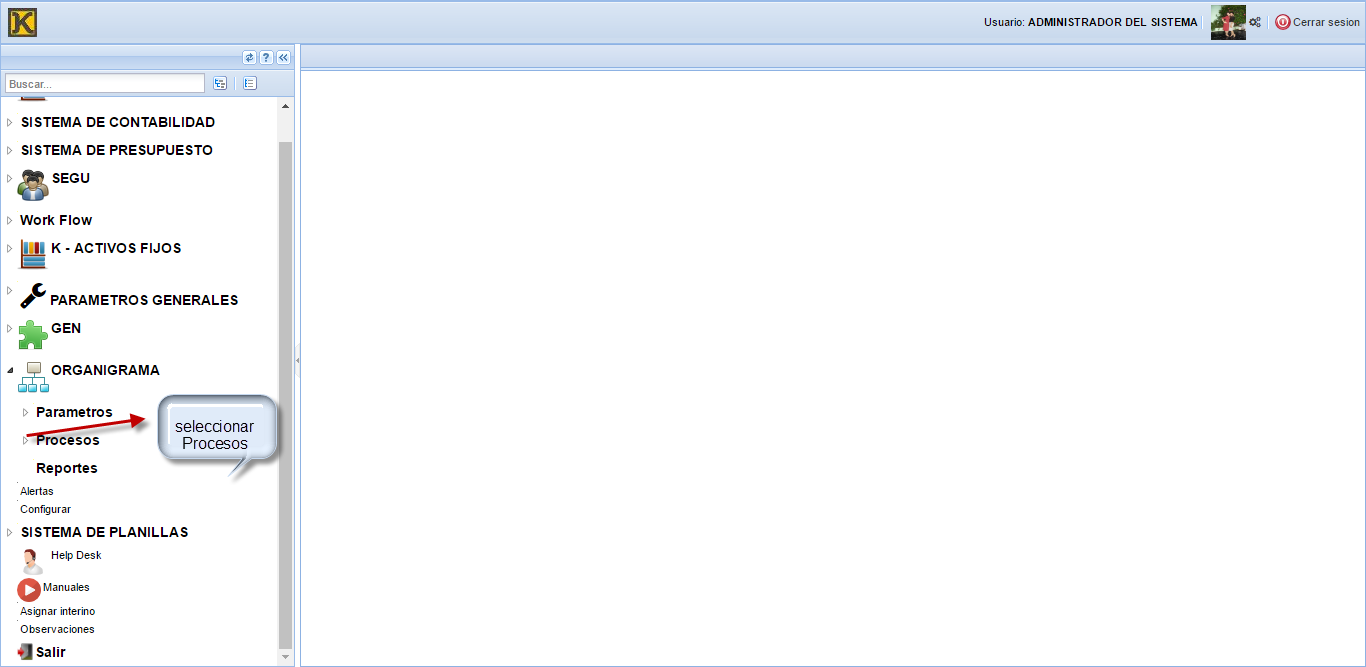 K
Usuario: ADMINISTRADOR DEL SISTEMA
Cerrar sesion
?
Buscar...
SISTEMA DE CONTABILIDAD
SISTEMA DE PRESUPUESTO
SEGU
Work Flow
K - ACTIVOS FIJOS
PARAMETROS GENERALES
GEN
ORGANIGRAMA
Parametros
seleccionar
Procesos
Procesos
Reportes
Alertas
Configurar
SISTEMA DE PLANILLAS
Help Desk
Manuales
Asignar interino
Observaciones
Salir